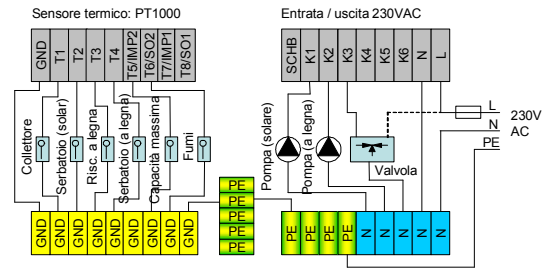 Sensore termico: PT1000
Entrata / uscita 230VAC
GND
T1
T2
T3
T4
T5/IMP2
T6/SO2
T7/IMP1
T8/SO1
SCHB
K1
K2
K3
K4
K5
K6
N
L
Collettore
Serbatoio (solar)
Risc. a legna
Serbatoio (a legna)
Capacità massima
Fumi
Pompa (solare)
Pompa (a legna)
Valvola
L
N
PE
230V
AC
PE
PE
PE
PE
PE
GND
GND
GND
GND
GND
GND
GND
GND
PE
PE
PE
PE
N
N
N
N